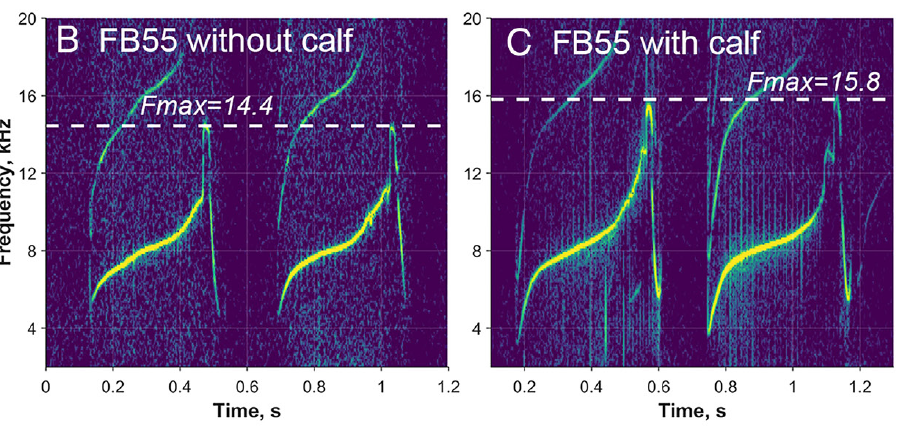 B FB55 without calf
C FB55 with calf
Fmax=14.4
Fmax=15.8
Frequency, kHz
20
16
12
8
4
20
16
12
8
4
0 0.2 0.4 0.6 0.8 1 1.2
0.2 0.4 0.6 0.8 1 1.2
Time, s
Time, s